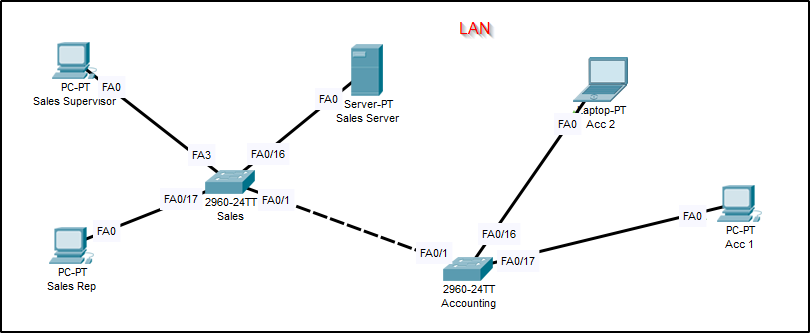 LAN
FA0
PC-PT
Sales Supervisor
FA0
Server-PT
Sales Server
FA0
.aptop-PT
Acc 2
FA3
FA0/16
FA0/17
2960-24TT
Sales
FA0/1
FA0
PC-PT
Sales Rep
FA0
PC-PT
Acc 1
FA0/1
FA0/16
FA0/17
2960-24TT
Accounting